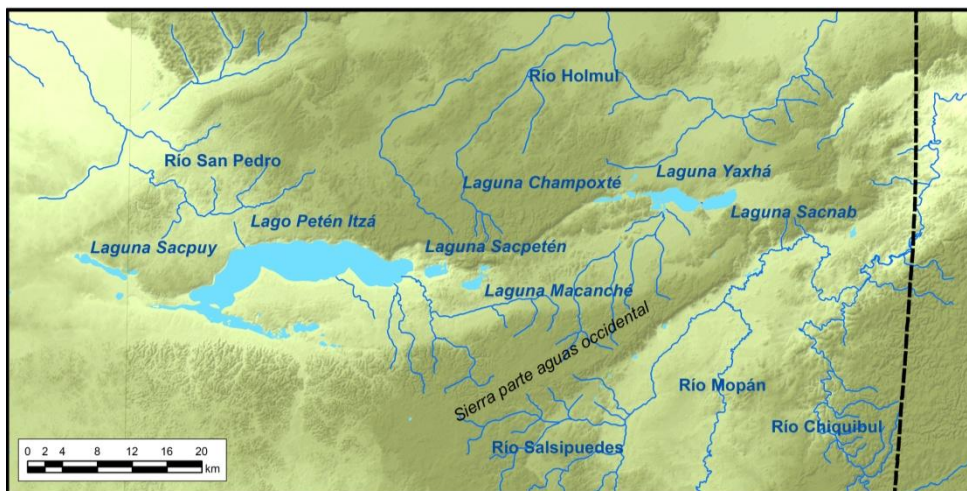 Río Holmul
Río San Pedro
Laguna Champoxté
Laguna Yaxhá
Lago Petén Itzá
Laguna Sacnab
Laguna Sacpuy
Laguna Sacpetén
Laguna Macanché
Sierra parte aguas occidental
Río Mopán
Río Chiquibul
Río Salsipuedes
0 2 4 8 12 16 20
km